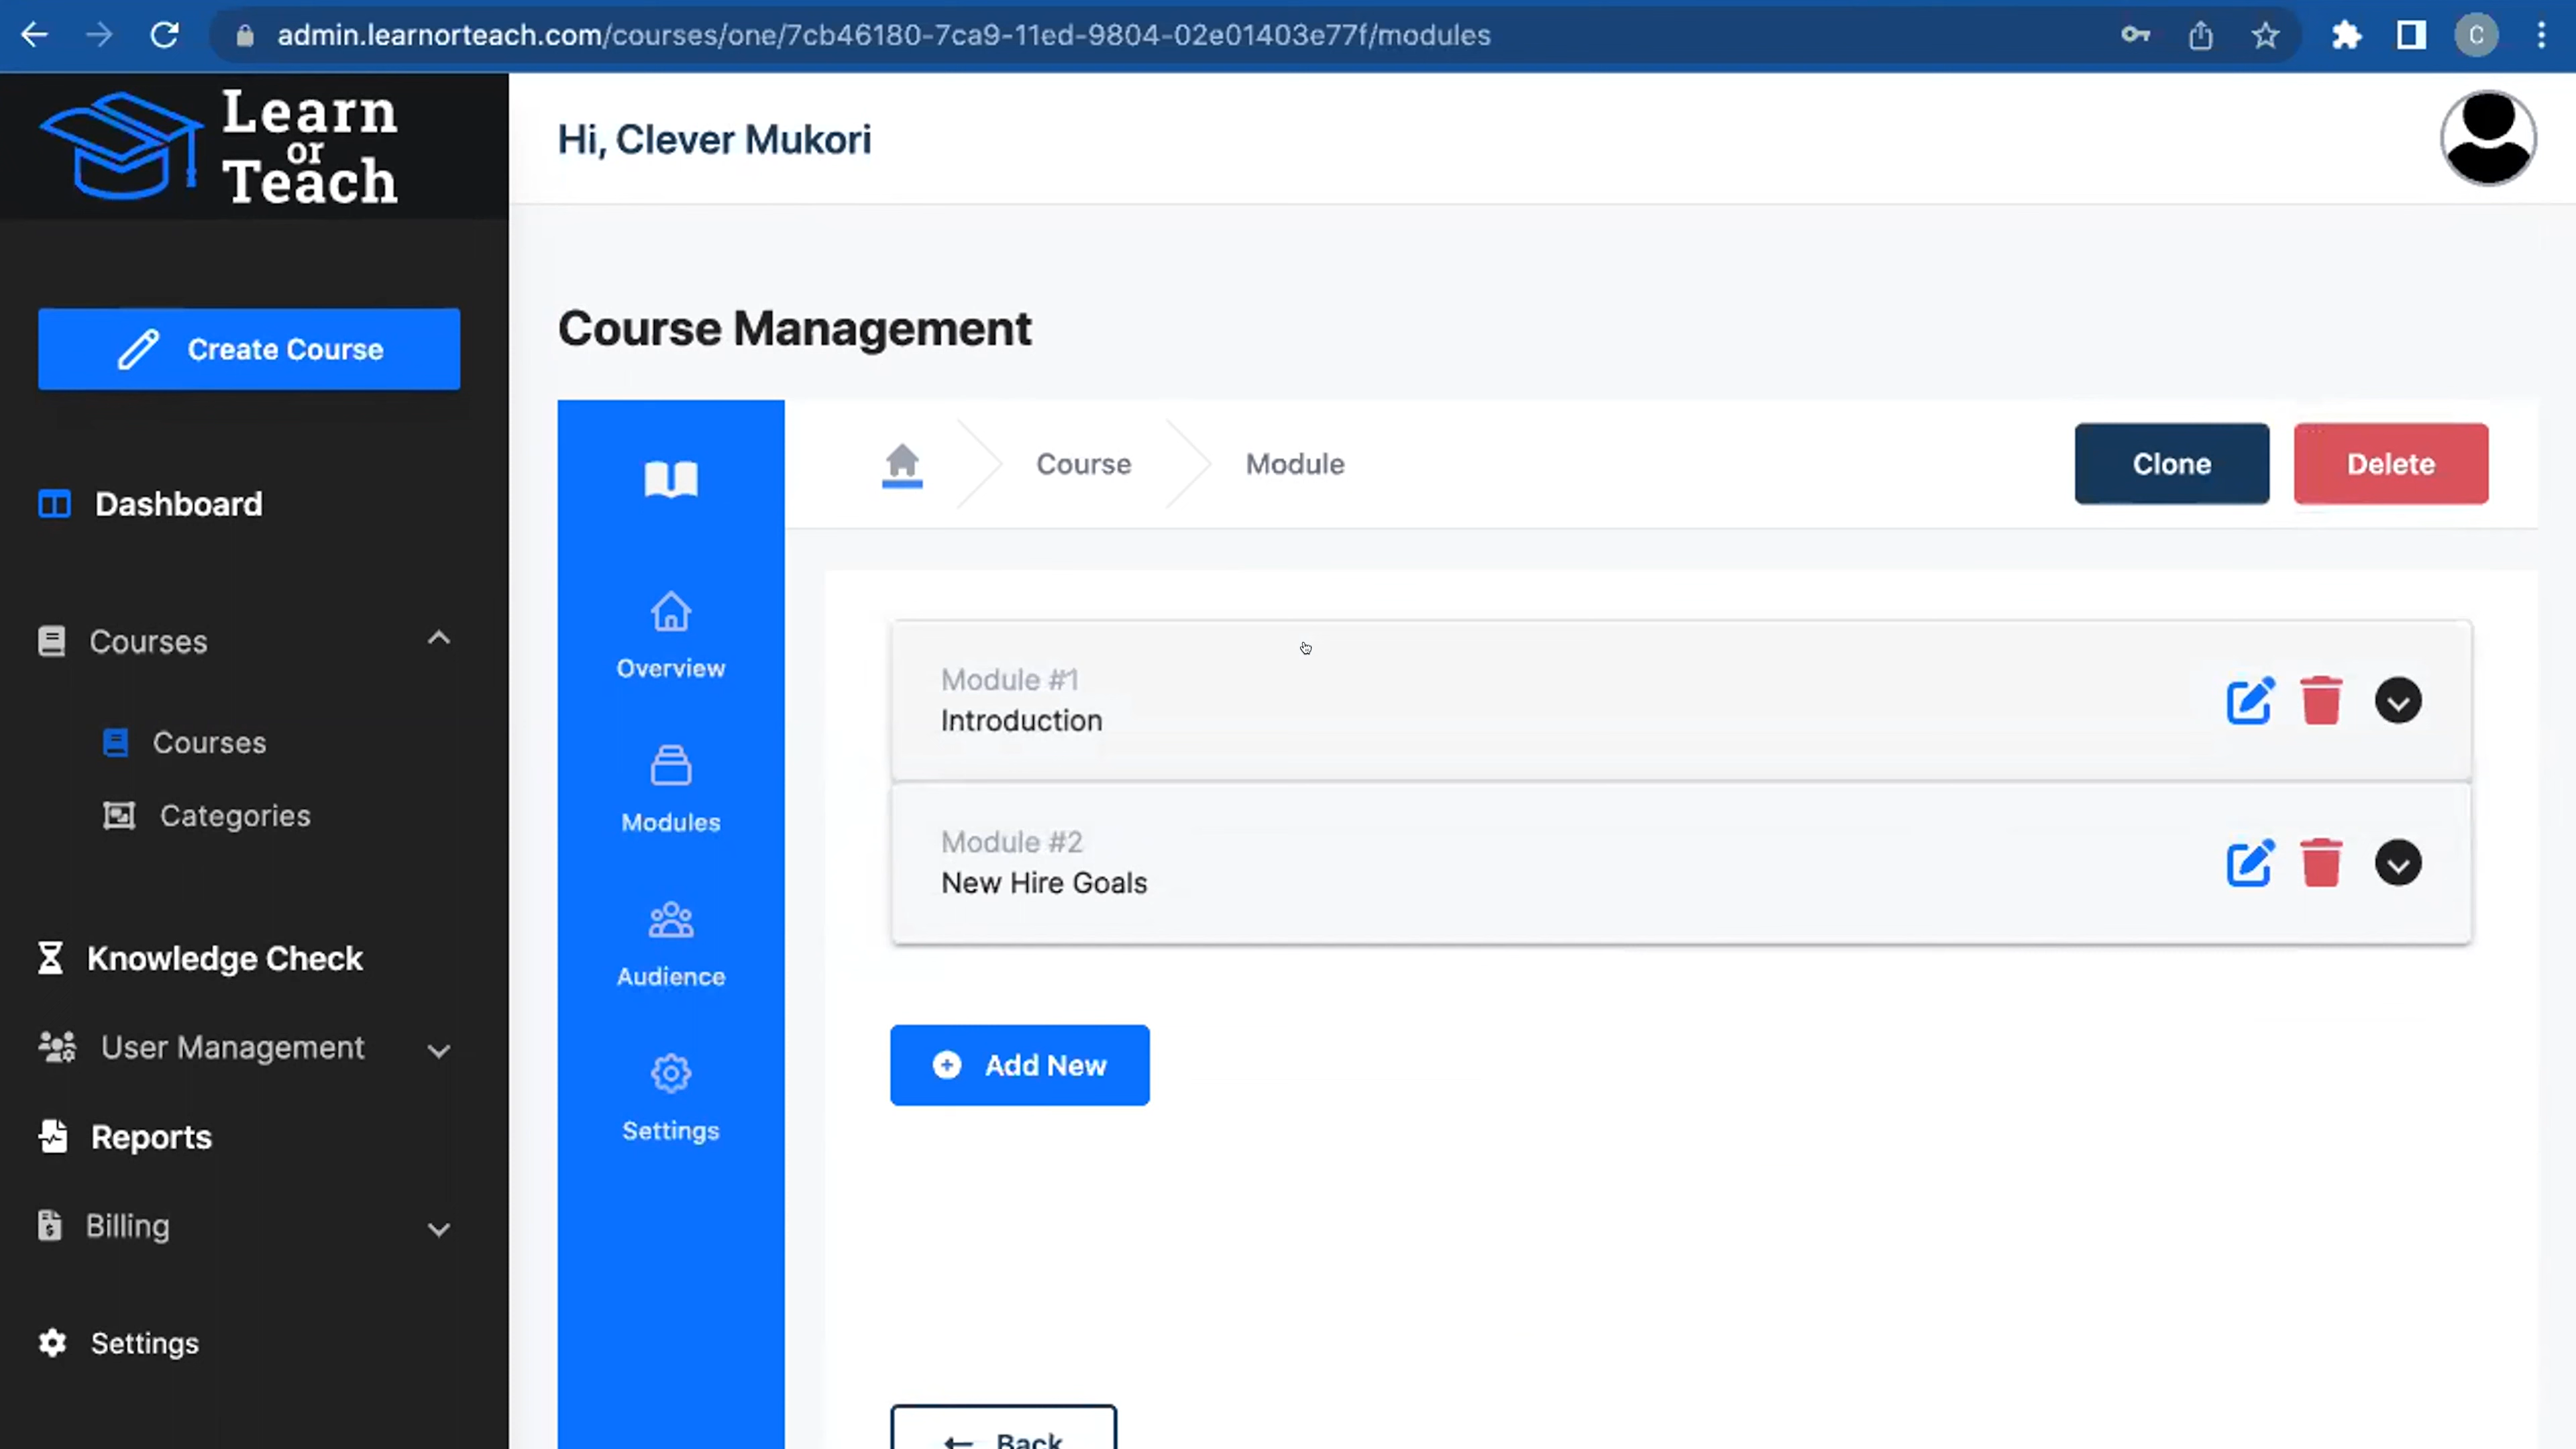 admin.learnorteach.com/courses/one/7cb46180-7ca9-11ed-9804-02e01403e77f/modules
C
Learn
or
Teach
Hi, Clever Mukori
Create Course
Course Management
Dashboard
Course
Module
Clone
Delete
Courses
Courses
Categories
Knowledge Check
User Management
Reports
Billing
Settings
Overview
Modules
Audience
Settings
Module #1
Introduction
Module #2
New Hire Goals
Add New
Back